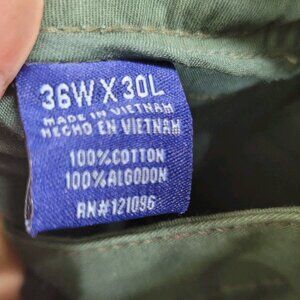 36W X 30L
MADE IN VIETNAM
HECHO EN VIETNAM
100%COTTON
100%ALGODON
RN#121096